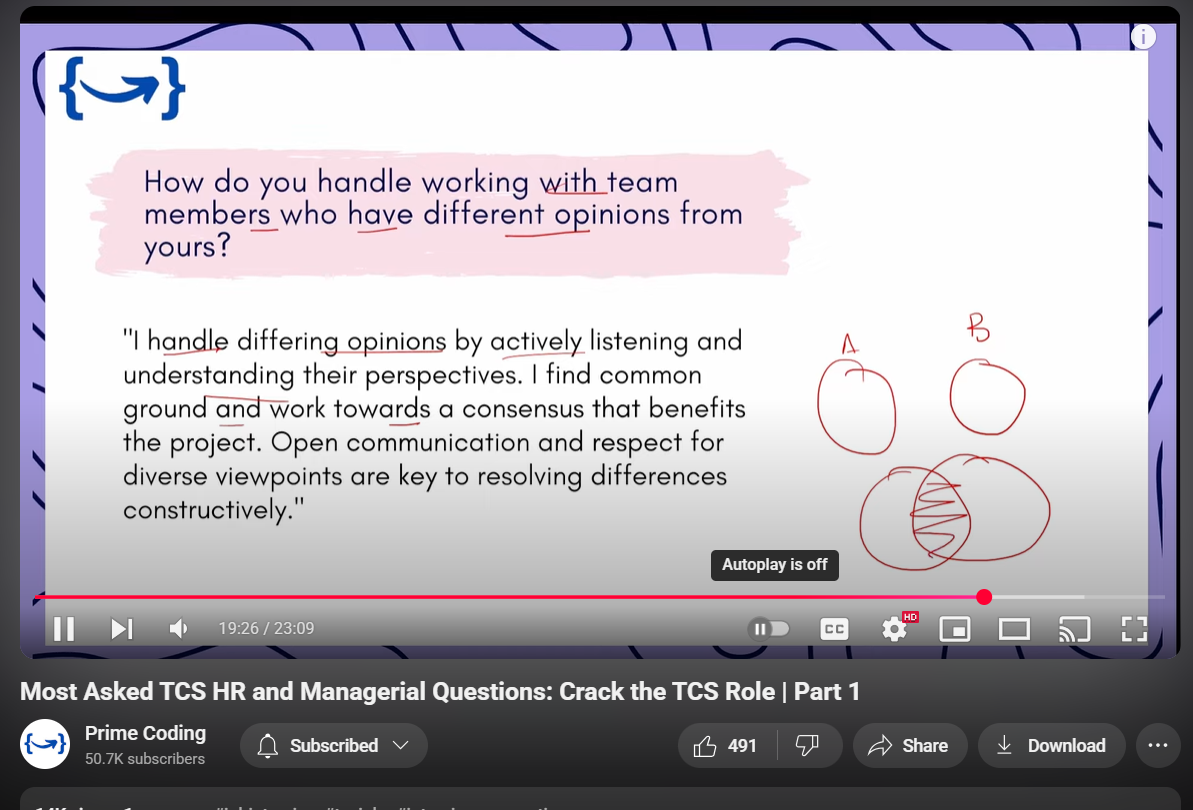 How do you handle working with team
members who have different opinions from
yours?
"I handle differing opinions by actively listening and
understanding their perspectives. I find common
ground and work towards a consensus that benefits
the project. Open communication and respect for
diverse viewpoints are key to resolving differences
constructively."
A
B
Autoplay is off
19:26 / 23:09
CC
HD
Most Asked TCS HR and Managerial Questions: Crack the TCS Role | Part 1
Prime Coding
50.7K subscribers
Subscribed
491
Share
Download